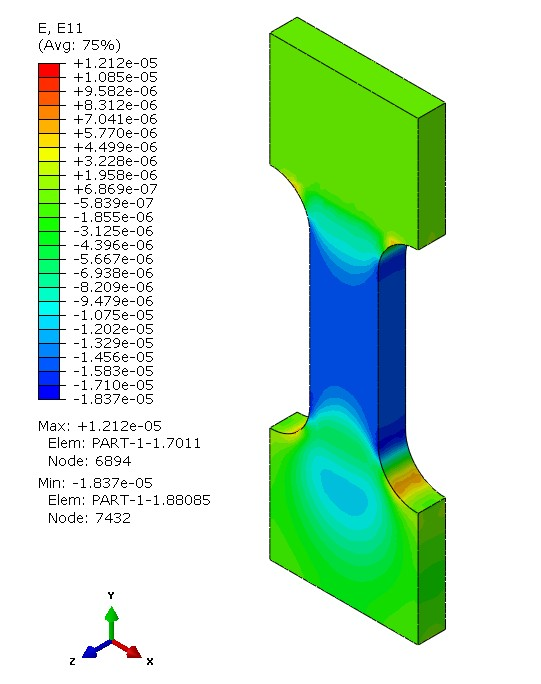 E, E11
(Avg: 75%)
+1.212e-05
+1.085e-05
+9.582e-06
+8.312e-06
+7.041e-06
+5.770e-06
+4.499e-06
+3.228e-06
+1.958e-06
+6.869e-07
-5.839e-07
-1.855e-06
-3.125e-06
-4.396e-06
-5.667e-06
-6.938e-06
-8.209e-06
-9.479e-06
-1.075e-05
-1.202e-05
-1.329e-05
-1.456e-05
-1.583e-05
-1.710e-05
-1.837e-05
Max: +1.212e-05
Elem: PART-1-1.7011
Node: 6894
Min: -1.837e-05
Elem: PART-1-1.88085
Node: 7432
Y
Z
X